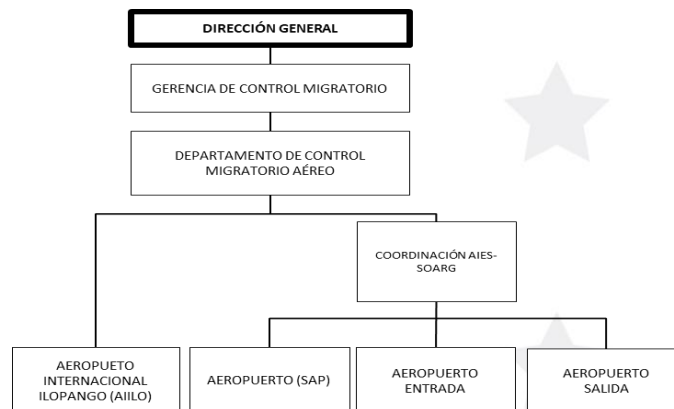 DIRECCIÓN GENERAL
GERENCIA DE CONTROL MIGRATORIO
DEPARTAMENTO DE CONTROL
MIGRATORIO AÉREO
COORDINACIÓN AIES-
SOARG
AEROPUETO
INTERNACIONAL
ILOPANGO (AIILO)
AEROPUERTO (SAP)
AEROPUERTO
ENTRADA
AEROPUERTO
SALIDA